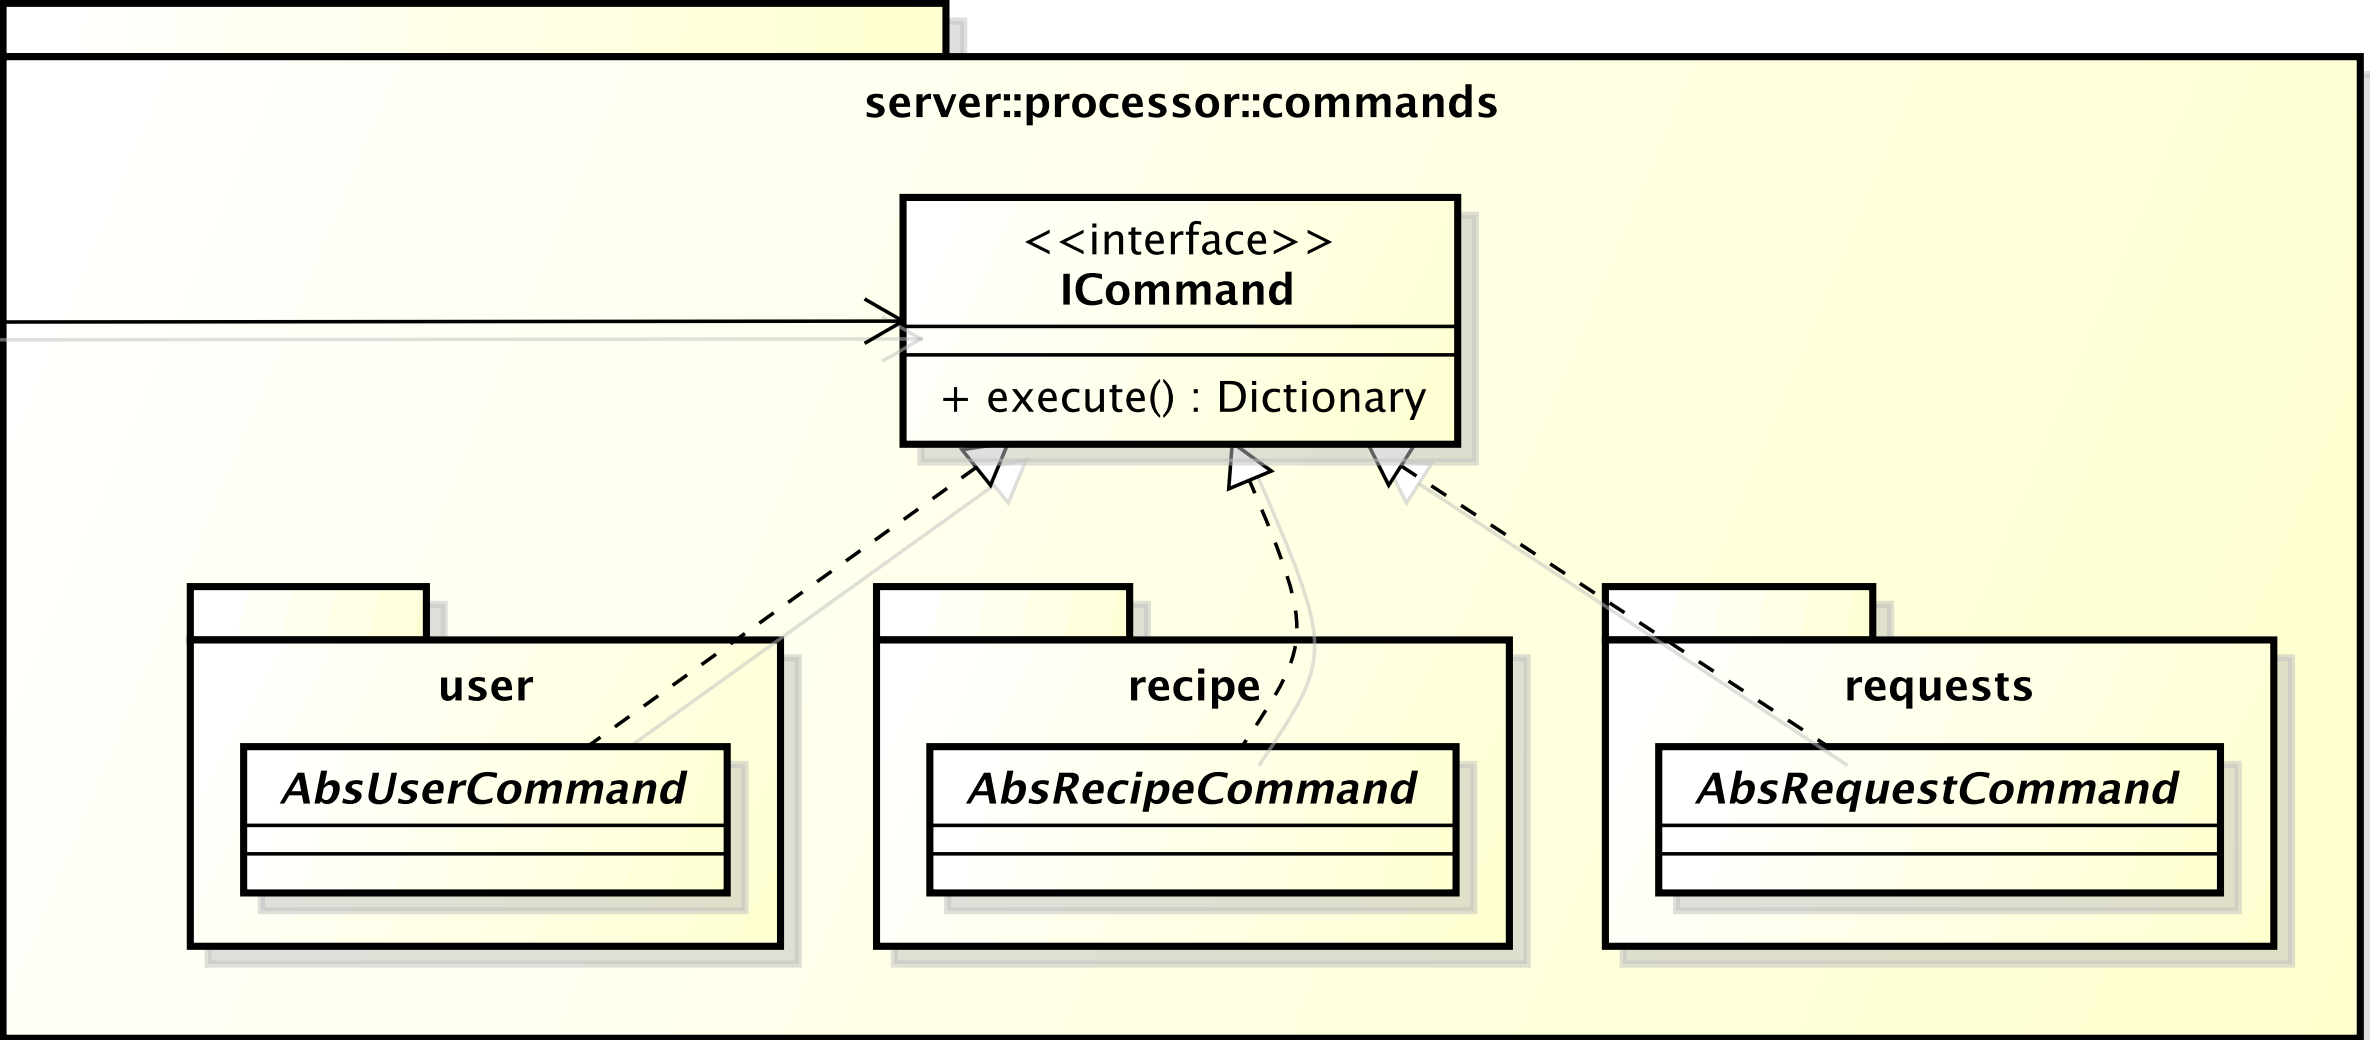 server::processor::commands
<<interface>>
ICommand
+ execute() : Dictionary
user
recipe
requests
AbsUserCommand
AbsRecipeCommand
AbsRequestCommand